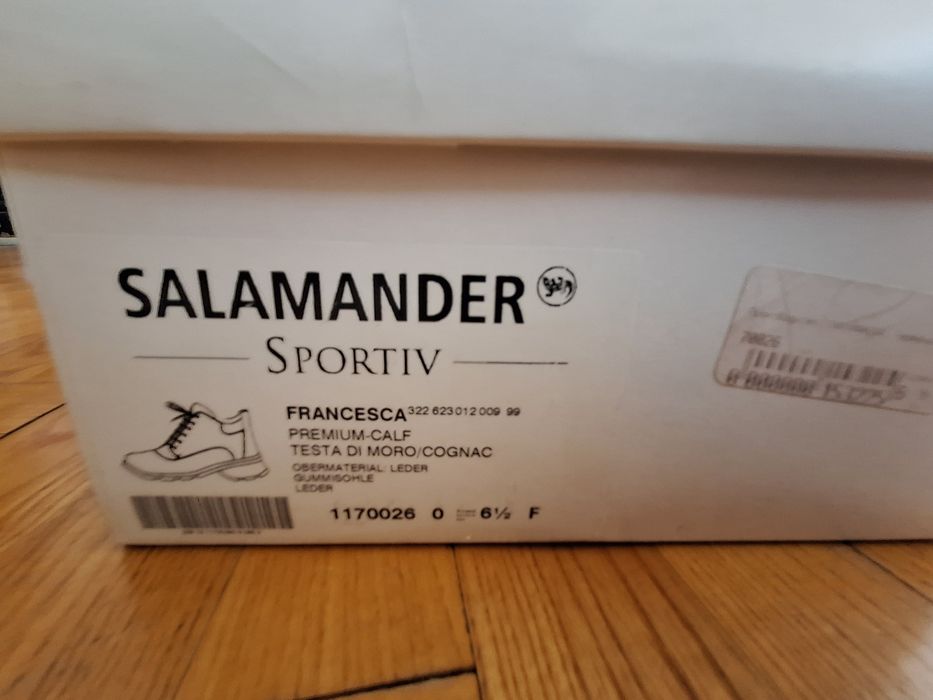 SALAMANDER
SPORTIV
FRANCESCA 322 623 012 009 99
PREMIUM-CALF
TESTA DI MORO/COGNAC
OBERMATERIAL: LEDER
GUMMISOHLE
LEDER
1170026 0 6½ F
70026